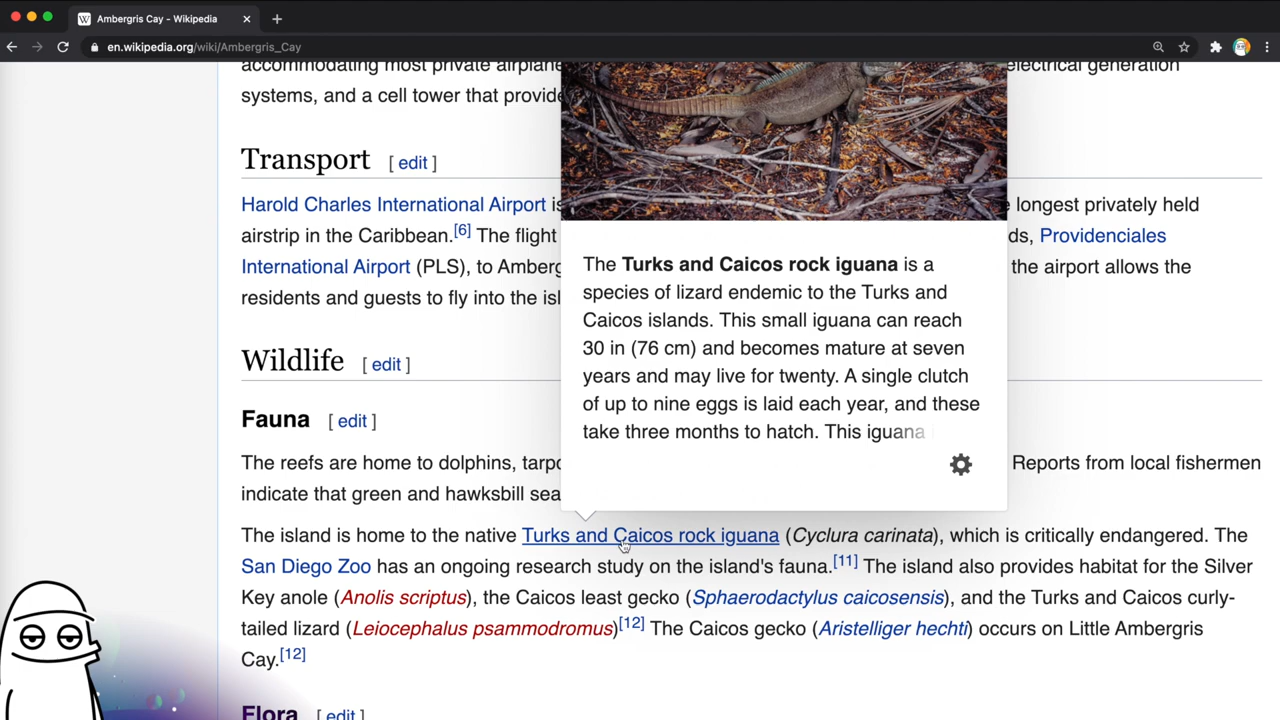 Ambergris Cay - Wikipedia
en.wikipedia.org/wiki/Ambergris_Cay
accommodating most private airplane
electrical generation
systems, and a cell tower that provide
Transport [ edit ]
Harold Charles International Airport is
longest privately held
airstrip in the Caribbean.[6] The flight
ds, Providenciales
International Airport (PLS), to Amberg
the airport allows the
residents and guests to fly into the isl
The Turks and Caicos rock iguana is a
species of lizard endemic to the Turks and
Caicos islands. This small iguana can reach
30 in (76 cm) and becomes mature at seven
years and may live for twenty. A single clutch
of up to nine eggs is laid each year, and these
take three months to hatch. This iguana
Wildlife [ edit ]
Fauna [ edit ]
The reefs are home to dolphins, tarpo
Reports from local fishermen
indicate that green and hawksbill sea
The island is home to the native Turks and Caicos rock iguana (Cyclura carinata), which is critically endangered. The
San Diego Zoo has an ongoing research study on the island's fauna.[11] The island also provides habitat for the Silver
Key anole (Anolis scriptus), the Caicos least gecko (Sphaerodactylus caicosensis), and the Turks and Caicos curly-
tailed lizard (Leiocephalus psammodromus)[12] The Caicos gecko (Aristelliger hechti) occurs on Little Ambergris
Cay.[12]
Flora [ edit ]